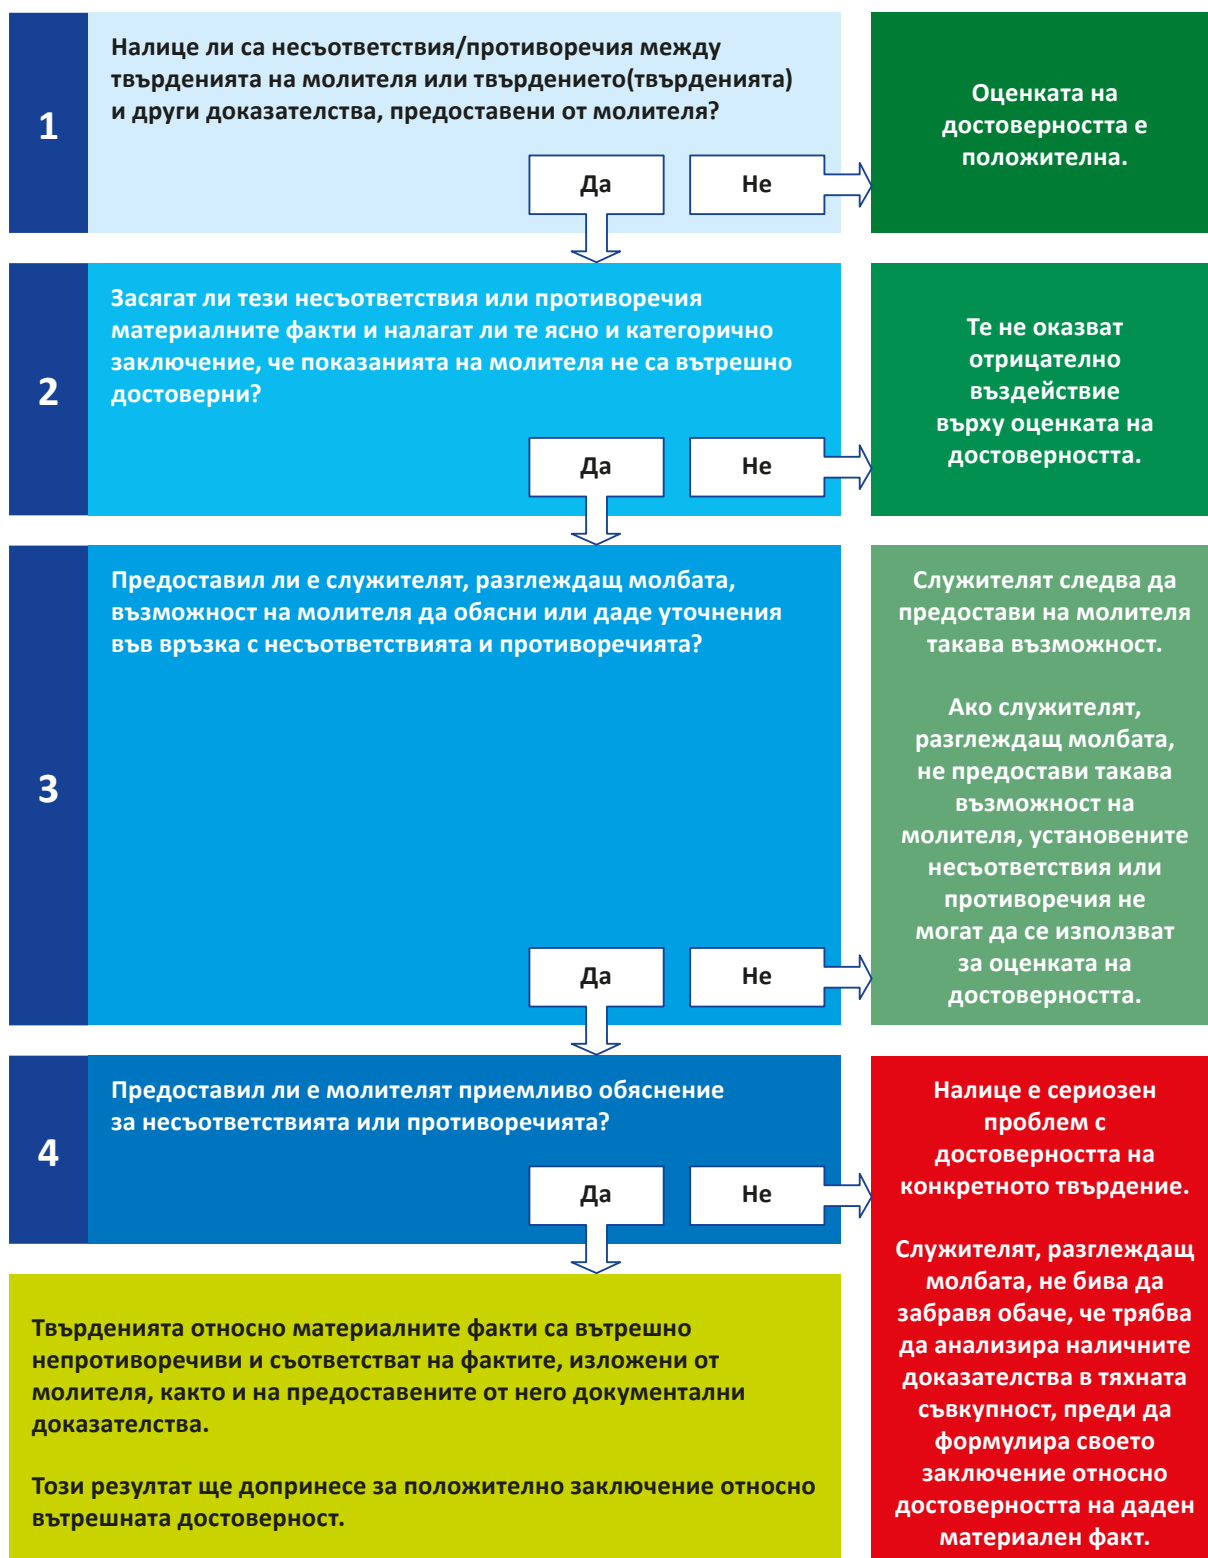 1
Налице ли са несъответствия/противоречия между
твърденията на молителя или твърдението(твърденията)
и други доказателства, предоставени от молителя?
Да
Не
Оценката на
достоверността е
положителна.
2
Засягат ли тези несъответствия или противоречия
материалните факти и налагат ли те ясно и категорично
заключение, че показанията на молителя не са вътрешно
достоверни?
Да
Не
Те не оказват
отрицателно
въздействие
върху оценката на
достоверността.
3
Предоставил ли е служителят, разглеждащ молбата,
възможност на молителя да обясни или даде уточнения
във връзка с несъответствията и противоречията?
Да
Не
Служителят следва да
предостави на молителя
такава възможност.
Ако служителят,
разглеждащ молбата,
не предостави такава
възможност на
молителя, установените
несъответствия или
противоречия не
могат да се използват
за оценката на
достоверността.
4
Предоставил ли е молителят приемливо обяснение
за несъответствията или противоречията?
Да
Не
Налице е сериозен
проблем с
достоверността на
конкретното твърдение.
Служителят, разглеждащ
молбата, не бива да
забравя обаче, че трябва
да анализира наличните
доказателства в тяхната
съвкупност, преди да
формулира своето
заключение относно
достоверността на даден
материален факт.
Твърденията относно материалните факти са вътрешно
непротиворечиви и съответстват на фактите, изложени от
молителя, както и на предоставените от него документални
доказателства.
Този резултат ще допринесе за положително заключение относно
вътрешната достоверност.